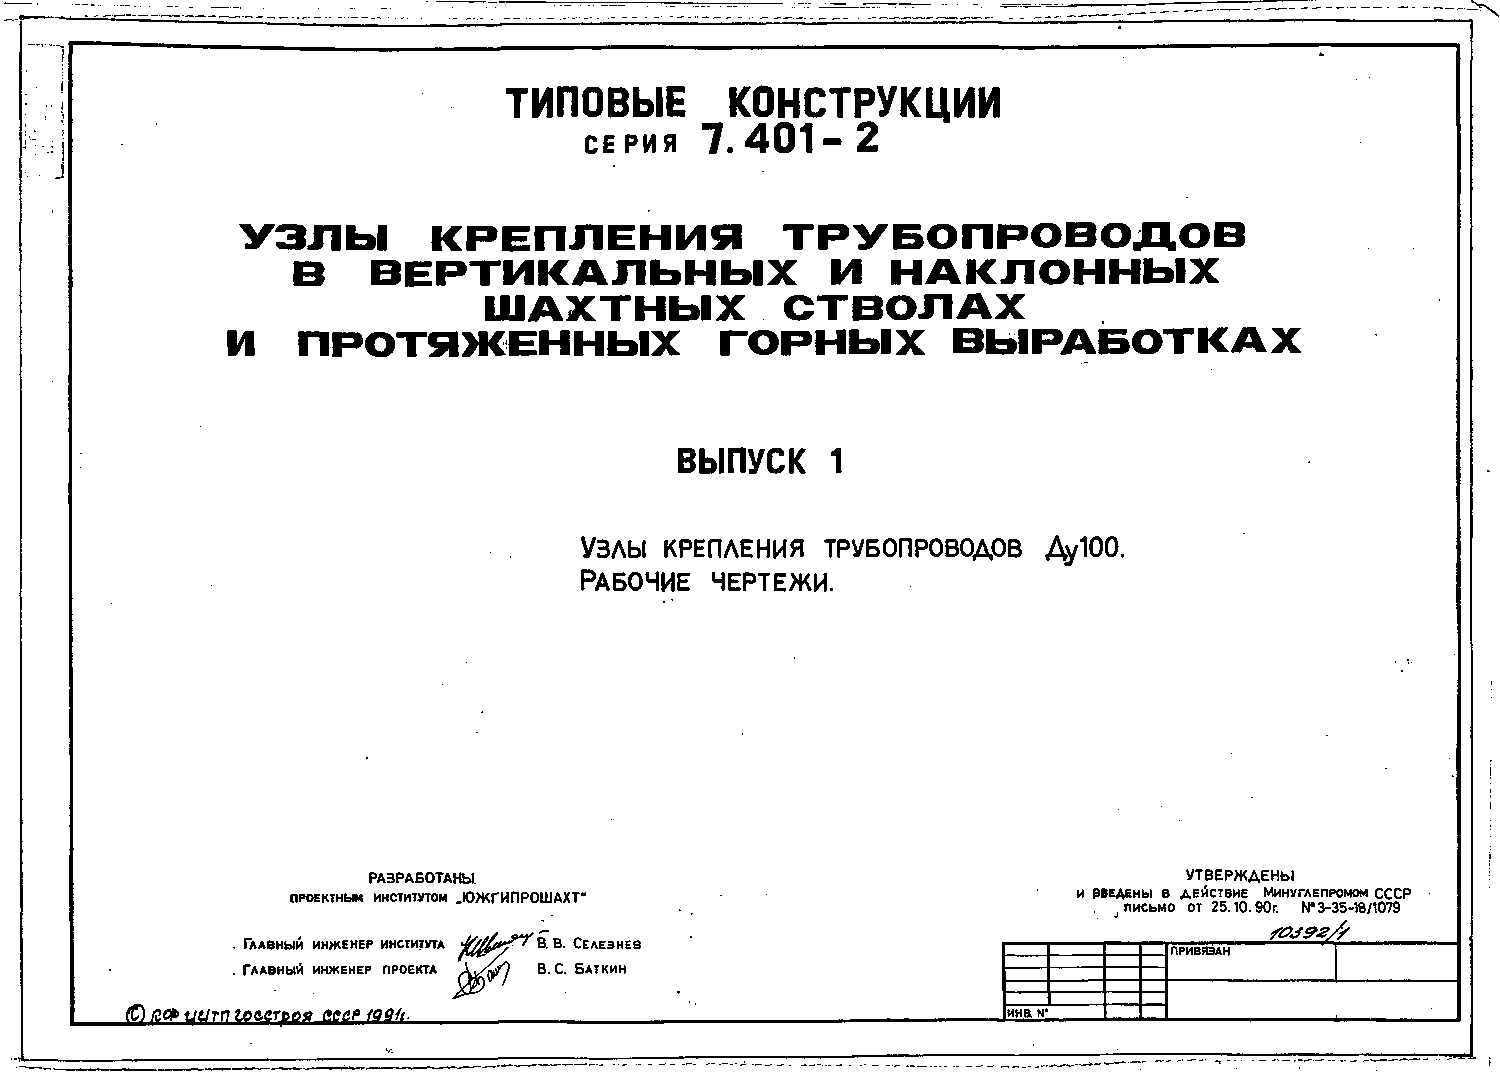 ТИПОВЫЕ КОНСТРУКЦИИ
СЕРИЯ 7.401-2
УЗЛЫ КРЕПЛЕНИЯ ТРУБОПРОВОДОВ
В ВЕРТИКАЛЬНЫХ И НАКЛОННЫХ
ШАХТНЫХ СТВОЛАХ
И ПРОТЯЖЕННЫХ ГОРНЫХ ВЫРАБОТКАХ
ВЫПУСК 1
УЗЛЫ КРЕПЛЕНИЯ ТРУБОПРОВОДОВ Ду100.
РАБОЧИЕ ЧЕРТЕЖИ.
РАЗРАБОТАНЫ
ПРОЕКТНЫМ ИНСТИТУТОМ „ЮЖГИПРОШАХТ"
ГЛАВНЫЙ ИНЖЕНЕР ИНСТИТУТА В. В. СЕЛЕЗНЕВ
ГЛАВНЫЙ ИНЖЕНЕР ПРОЕКТА В. С. БАТКИН
© КФ ЦИТП ГОССТРОЯ СССР 1991г.
УТВЕРЖДЕНЫ
И ВВЕДЕНЫ В ДЕЙСТВИЕ МИНУГЛЕПРОМОМ СССР
ПИСЬМО ОТ 25.10.90г. № 3-35-18/1079
10392/1
ПРИВЯЗАН
ИНВ. №